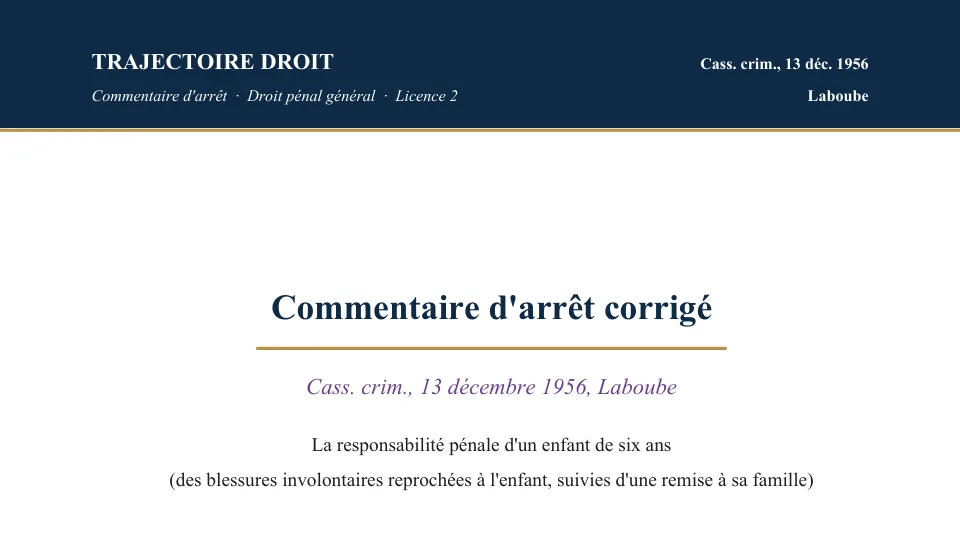 TRAJECTOIRE DROIT
Cass. crim., 13 déc. 1956
Commentaire d'arrêt · Droit pénal général · Licence 2
Laboube
Commentaire d'arrêt corrigé
Cass. crim., 13 décembre 1956, Laboube
La responsabilité pénale d'un enfant de six ans
(des blessures involontaires reprochées à l'enfant, suivies d'une remise à sa famille)